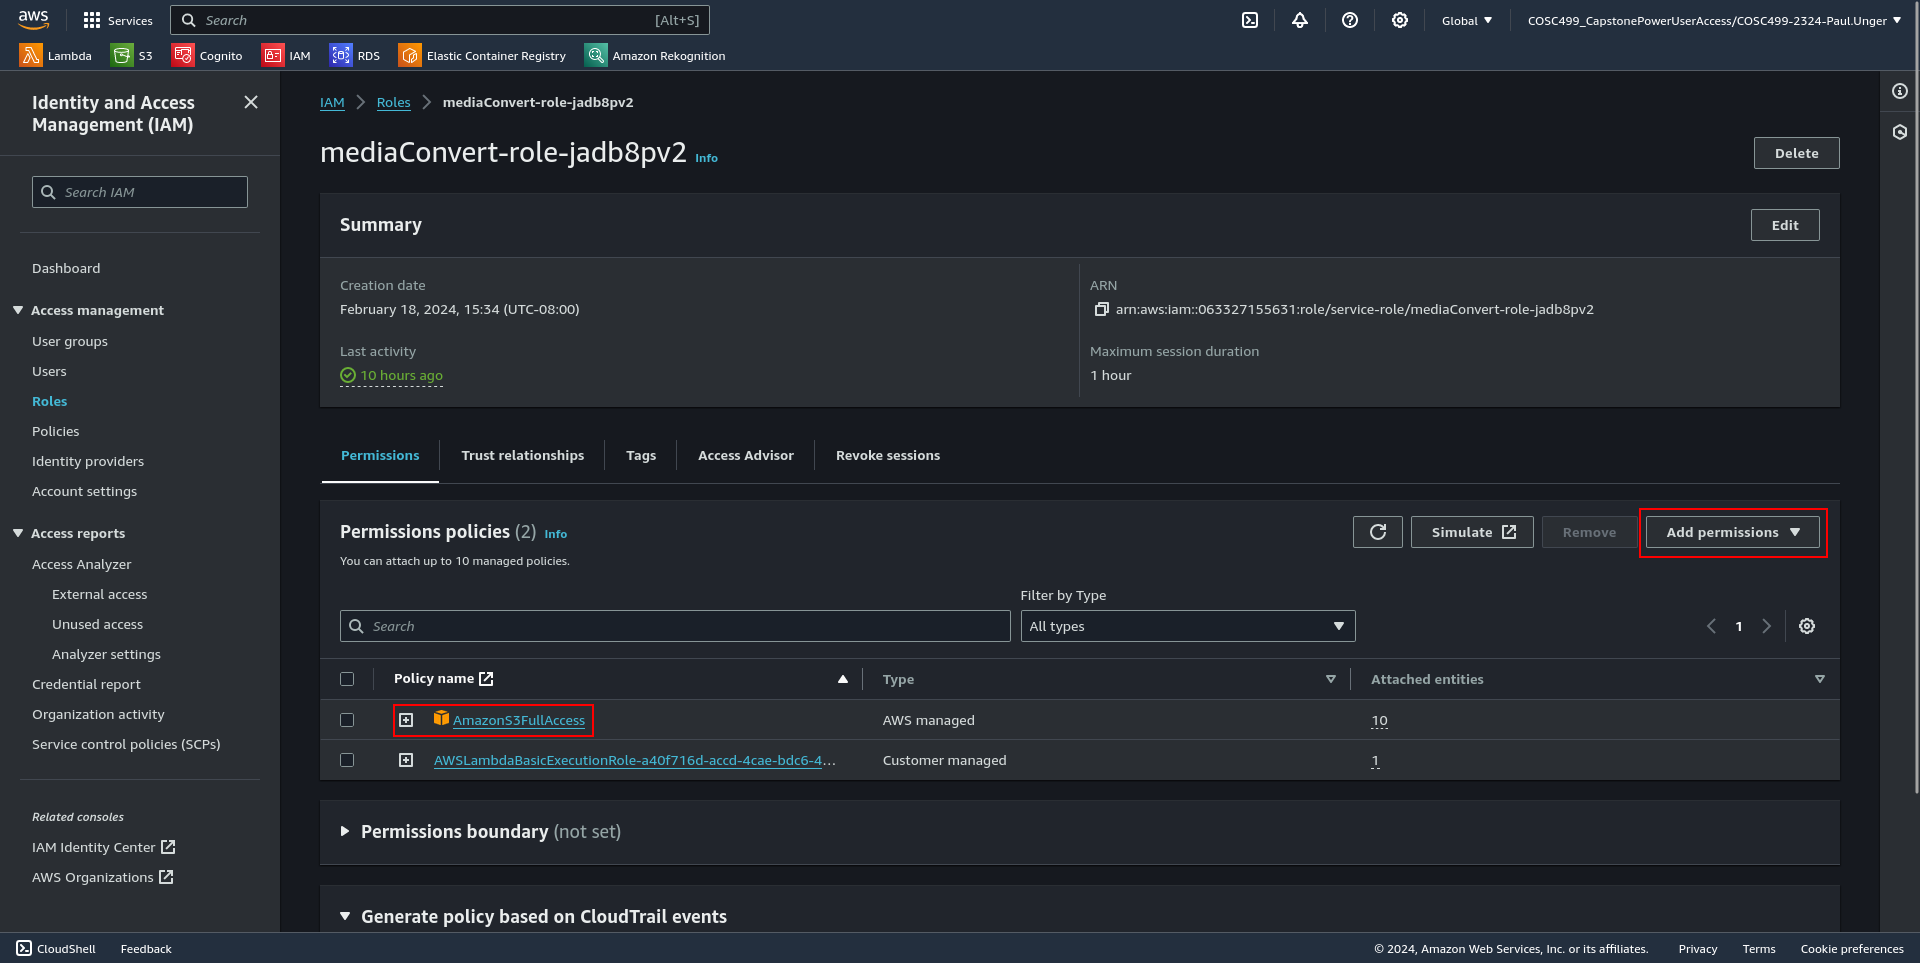 aws
Services
Search
[Alt+S]
Global
COSC499_CapstonePowerUserAccess/COSC499-2324-Paul.Unger
Lambda
S3
Cognito
IAM
RDS
Elastic Container Registry
Amazon Rekognition
Identity and Access
Management (IAM)
Search IAM
Dashboard
Access management
User groups
Users
Roles
Policies
Identity providers
Account settings
Access reports
Access Analyzer
External access
Unused access
Analyzer settings
Credential report
Organization activity
Service control policies (SCPs)
Related consoles
IAM Identity Center
AWS Organizations
IAM
Roles
mediaConvert-role-jadb8pv2
mediaConvert-role-jadb8pv2 Info
Delete
Summary
Edit
Creation date
February 18, 2024, 15:34 (UTC-08:00)
ARN
arn:aws:iam::063327155631:role/service-role/mediaConvert-role-jadb8pv2
Last activity
10 hours ago
Maximum session duration
1 hour
Permissions
Trust relationships
Tags
Access Advisor
Revoke sessions
Permissions policies (2) Info
You can attach up to 10 managed policies.
Simulate
Remove
Add permissions
Filter by Type
Search
All types
1
Policy name
Type
Attached entities
AmazonS3FullAccess
AWS managed
10
AWSLambdaBasicExecutionRole-a40f716d-accd-4cae-bdc6-4...
Customer managed
1
Permissions boundary (not set)
Generate policy based on CloudTrail events
CloudShell
Feedback
© 2024, Amazon Web Services, Inc. or its affiliates.
Privacy
Terms
Cookie preferences